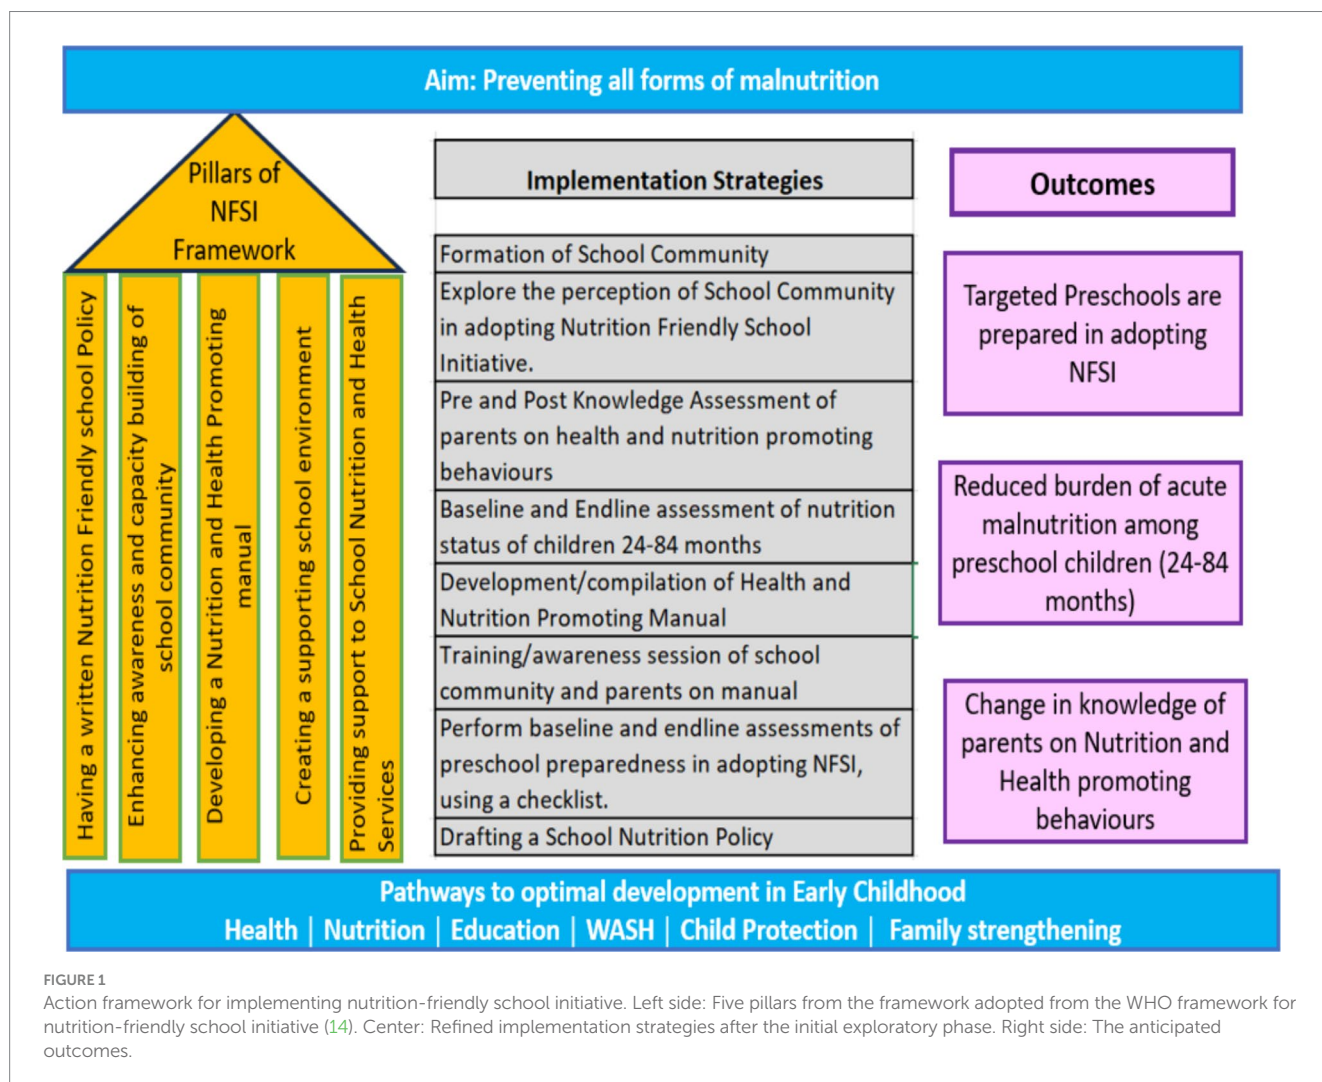 Aim: Preventing all forms of malnutrition
Pillars of
NFSI
Framework
Having a written Nutrition Friendly school Policy
Enhancing awareness and capacity building of
school community
Developing a Nutrition and Health Promoting
manual
Creating a supporting school environment
Providing support to School Nutrition and Health
Services
Implementation Strategies
Formation of School Community
Explore the perception of School Community
in adopting Nutrition Friendly School
Initiative.
Pre and Post Knowledge Assessment of
parents on health and nutrition promoting
behaviours
Baseline and Endline assessment of nutrition
status of children 24-84 months
Development/compilation of Health and
Nutrition Promoting Manual
Training/awareness session of school
community and parents on manual
Perform baseline and endline assessments of
preschool preparedness in adopting NFSI,
using a checklist.
Drafting a School Nutrition Policy
Outcomes
Targeted Preschools are
prepared in adopting
NFSI
Reduced burden of acute
malnutrition among
preschool children (24-84
months)
Change in knowledge of
parents on Nutrition and
Health promoting
behaviours
Pathways to optimal development in Early Childhood
Health | Nutrition | Education | WASH | Child Protection | Family strengthening
FIGURE 1
Action framework for implementing nutrition-friendly school initiative. Left side: Five pillars from the framework adopted from the WHO framework for
nutrition-friendly school initiative (14). Center: Refined implementation strategies after the initial exploratory phase. Right side: The anticipated
outcomes.